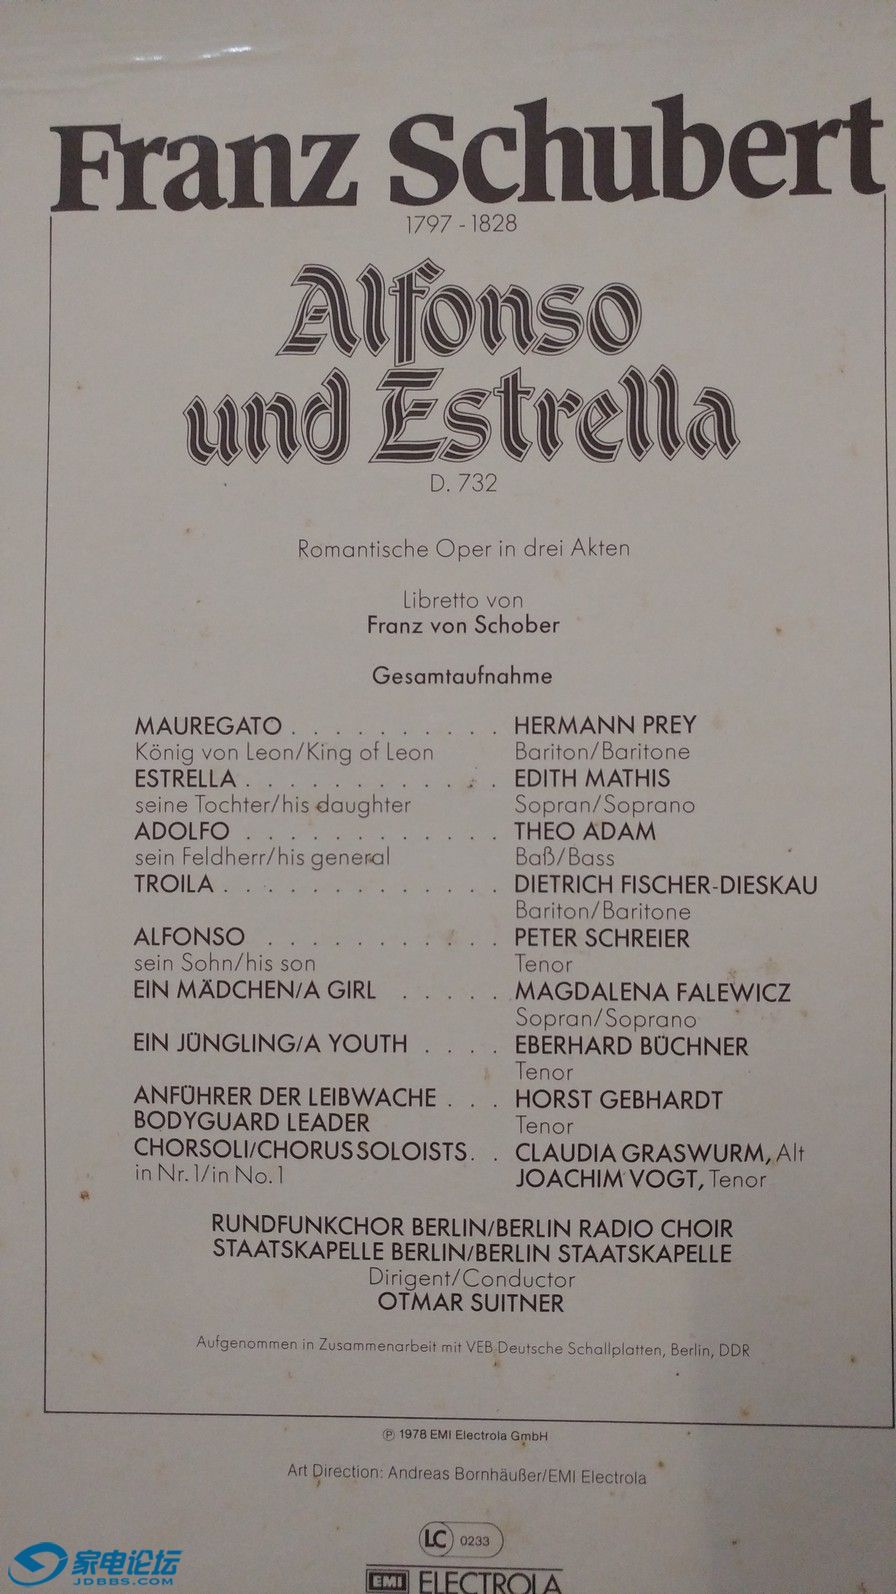 Franz Schubert
1797 - 1828
Alfonso
und Estrella
D. 732
Romantische Oper in drei Akten
Libretto von
Franz von Schober
Gesamtaufnahme
MAUREGATO . . . . . . . . . . HERMANN PREY
König von Leon/King of Leon Bariton/Baritone
ESTRELLA . . . . . . . . . . . . EDITH MATHIS
seine Tochter/his daughter Sopran/Soprano
ADOLFO . . . . . . . . . . . . THEO ADAM
sein Feldherr/his general Baß/Bass
TROILA . . . . . . . . . . . . . DIETRICH FISCHER-DIESKAU
Bariton/Baritone
ALFONSO . . . . . . . . . . . PETER SCHREIER
sein Sohn/his son Tenor
EIN MÄDCHEN/A GIRL . . . . . MAGDALENA FALEWICZ
Sopran/Soprano
EIN JÜNGLING/A YOUTH . . . . EBERHARD BÜCHNER
Tenor
ANFÜHRER DER LEIBWACHE . . . HORST GEBHARDT
BODYGUARD LEADER Tenor
CHORSOLI/CHORUS SOLOISTS. . CLAUDIA GRASWURM, Alt
in Nr. 1/in No. 1 JOACHIM VOGT, Tenor
RUNDFUNKCHOR BERLIN/BERLIN RADIO CHOIR
STAATSKAPELLE BERLIN/BERLIN STAATSKAPELLE
Dirigent/Conductor
OTMAR SUITNER
Aufgenommen in Zusammenarbeit mit VEB Deutsche Schallplatten, Berlin, DDR
℗ 1978 EMI Electrola GmbH
Art Direction: Andreas Bornhäußer/EMI Electrola
LC 0233
EMI ELECTROLA
家电论坛
JDBBS.COM